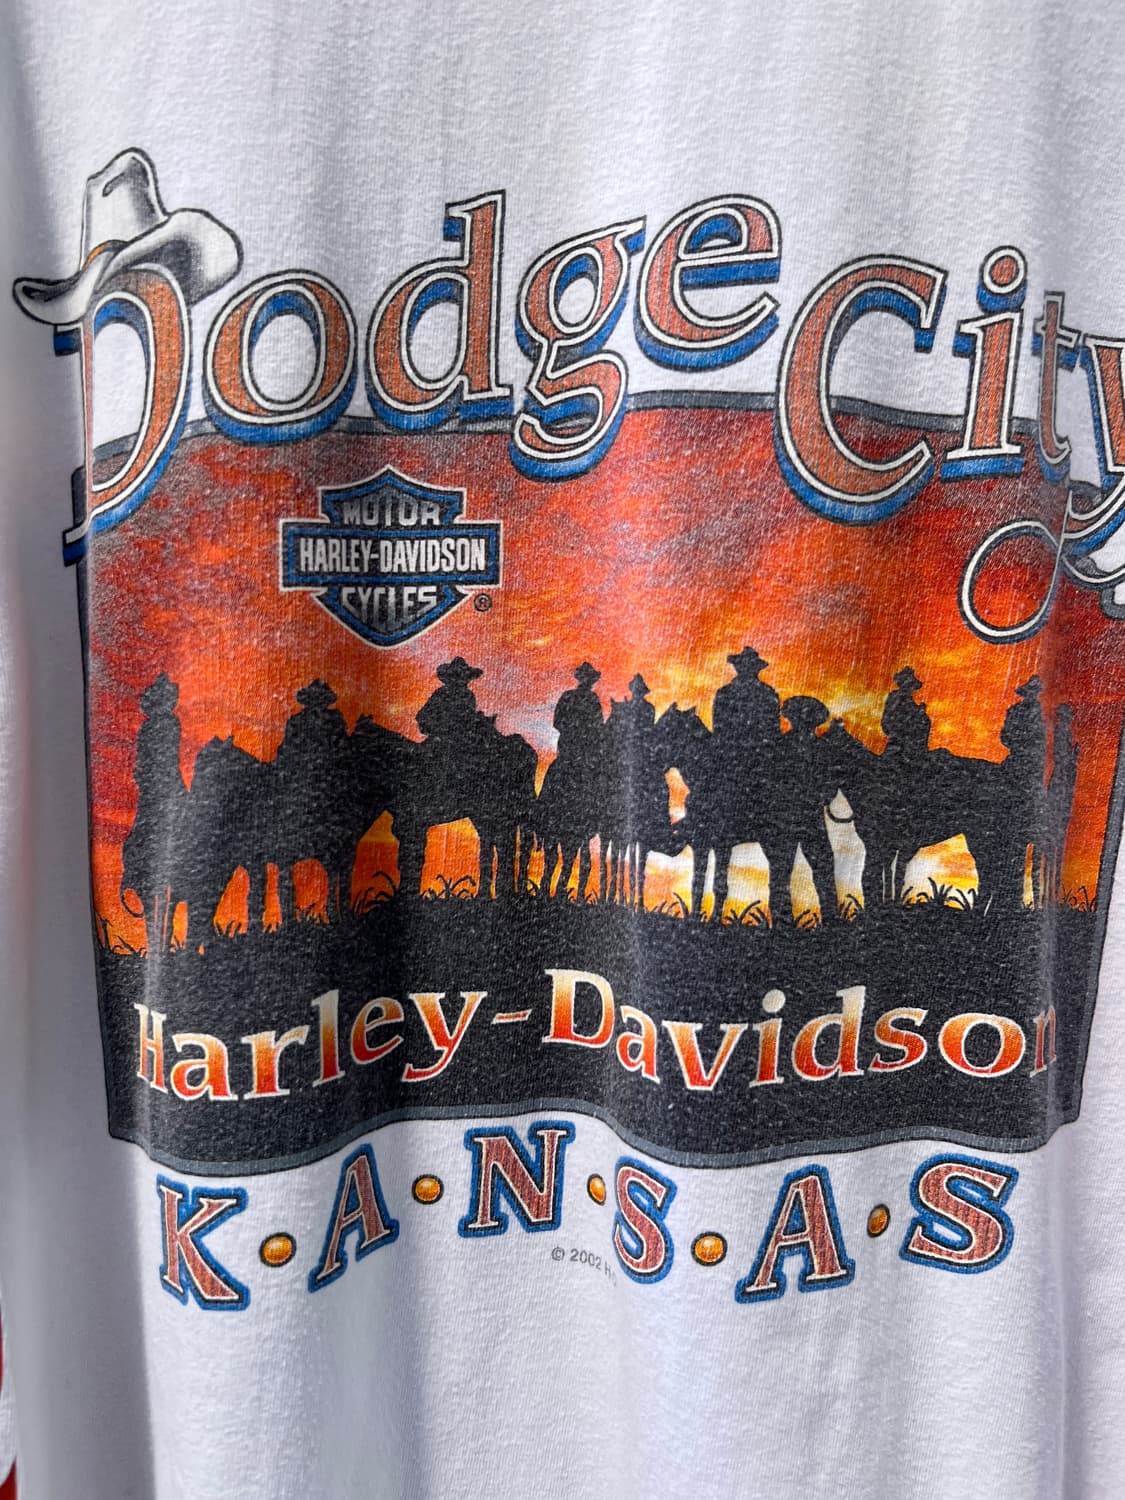 Dodge City
MOTOR
HARLEY-DAVIDSON
CYCLES
®
Harley-Davidson
K•A•N•S•A•S
© 2002 H